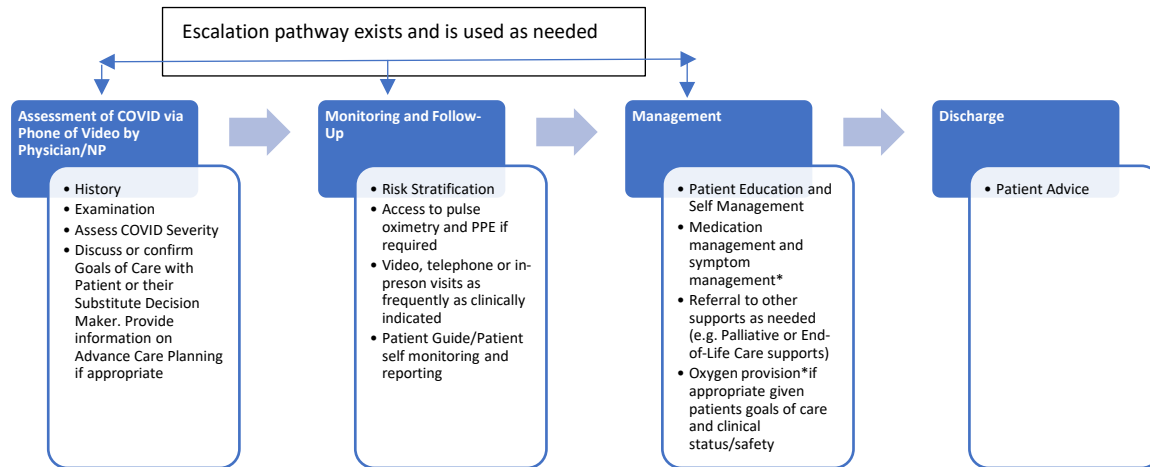 Escalation pathway exists and is used as needed
Assessment of COVID via
Phone of Video by
Physician/NP
• History
• Examination
• Assess COVID Severity
• Discuss or confirm
Goals of Care with
Patient or their
Substitute Decision
Maker. Provide
information on
Advance Care Planning
if appropriate
Monitoring and Follow-
Up
• Risk Stratification
• Access to pulse
oximetry and PPE if
required
• Video, telephone or in-
preson visits as
frequently as clinically
indicated
• Patient Guide/Patient
self monitoring and
reporting
Management
• Patient Education and
Self Management
• Medication
management and
symptom
management*
• Referral to other
supports as needed
(e.g. Palliative or End-
of-Life Care supports)
• Oxygen provision*if
appropriate given
patients goals of care
and clinical
status/safety
Discharge
• Patient Advice